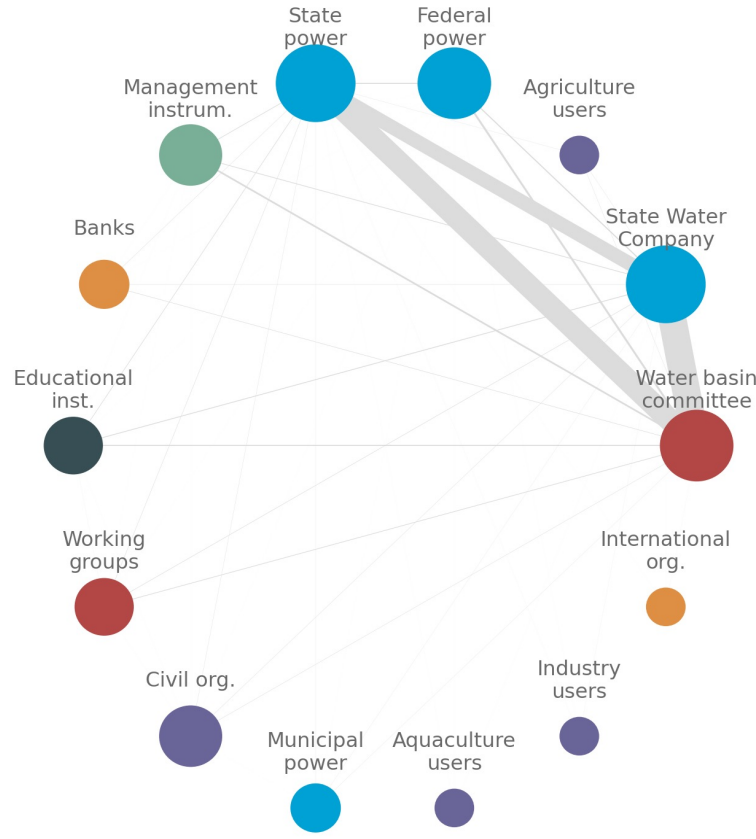 State
power
Federal
power
Management
instrum.
Agriculture
users
Banks
State Water
Company
Educational
inst.
Water basin
committee
Working
groups
International
org.
Civil org.
Industry
users
Municipal
power
Aquaculture
users